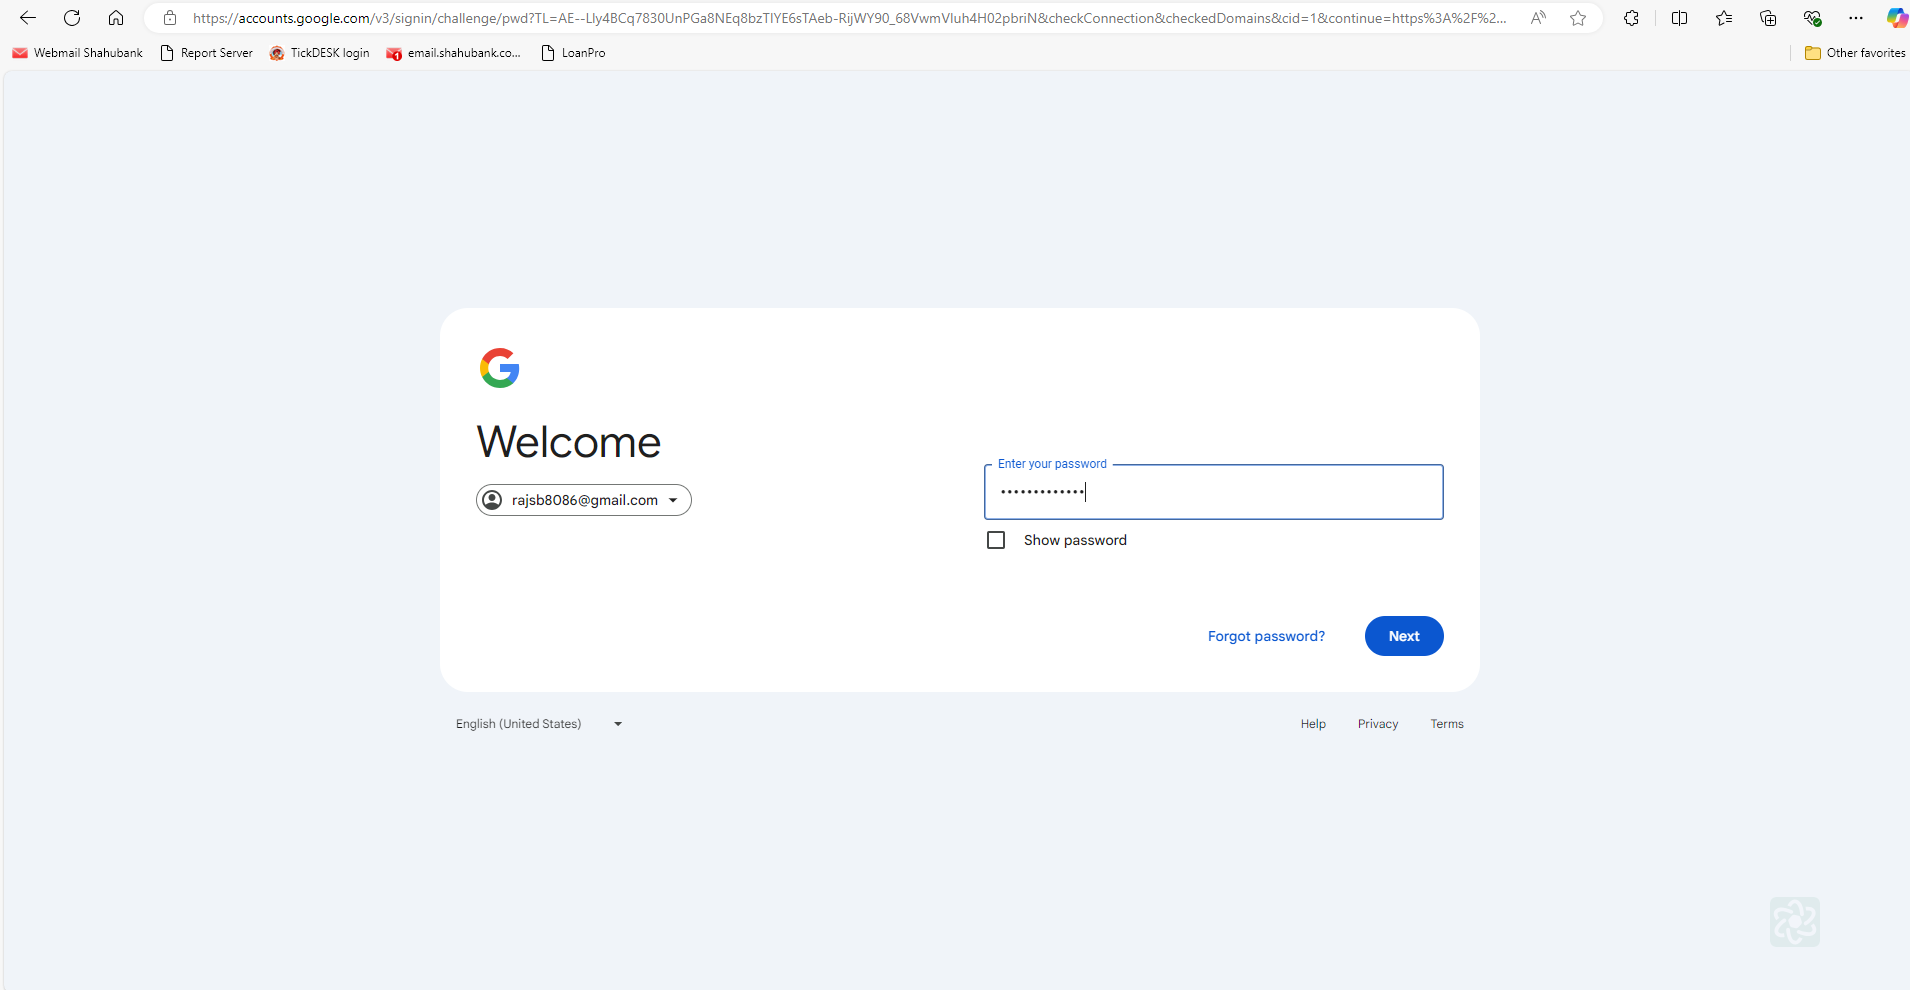 https://accounts.google.com/v3/signin/challenge/pwd?TL=AE--Lly4BCq7830UnPGa8NEq8bzTlYE6sTAeb-RijWY90_68VwmVluh4H02pbriN&checkConnection&checkedDomains&cid=1&continue=https%3A%2F%2...
Webmail Shahubank Report Server TickDESK login email.shahubank.co... LoanPro Other favorites
Welcome
rajsb8086@gmail.com
Enter your password
•••••••••••••
Show password
Forgot password? Next
English (United States) Help Privacy Terms